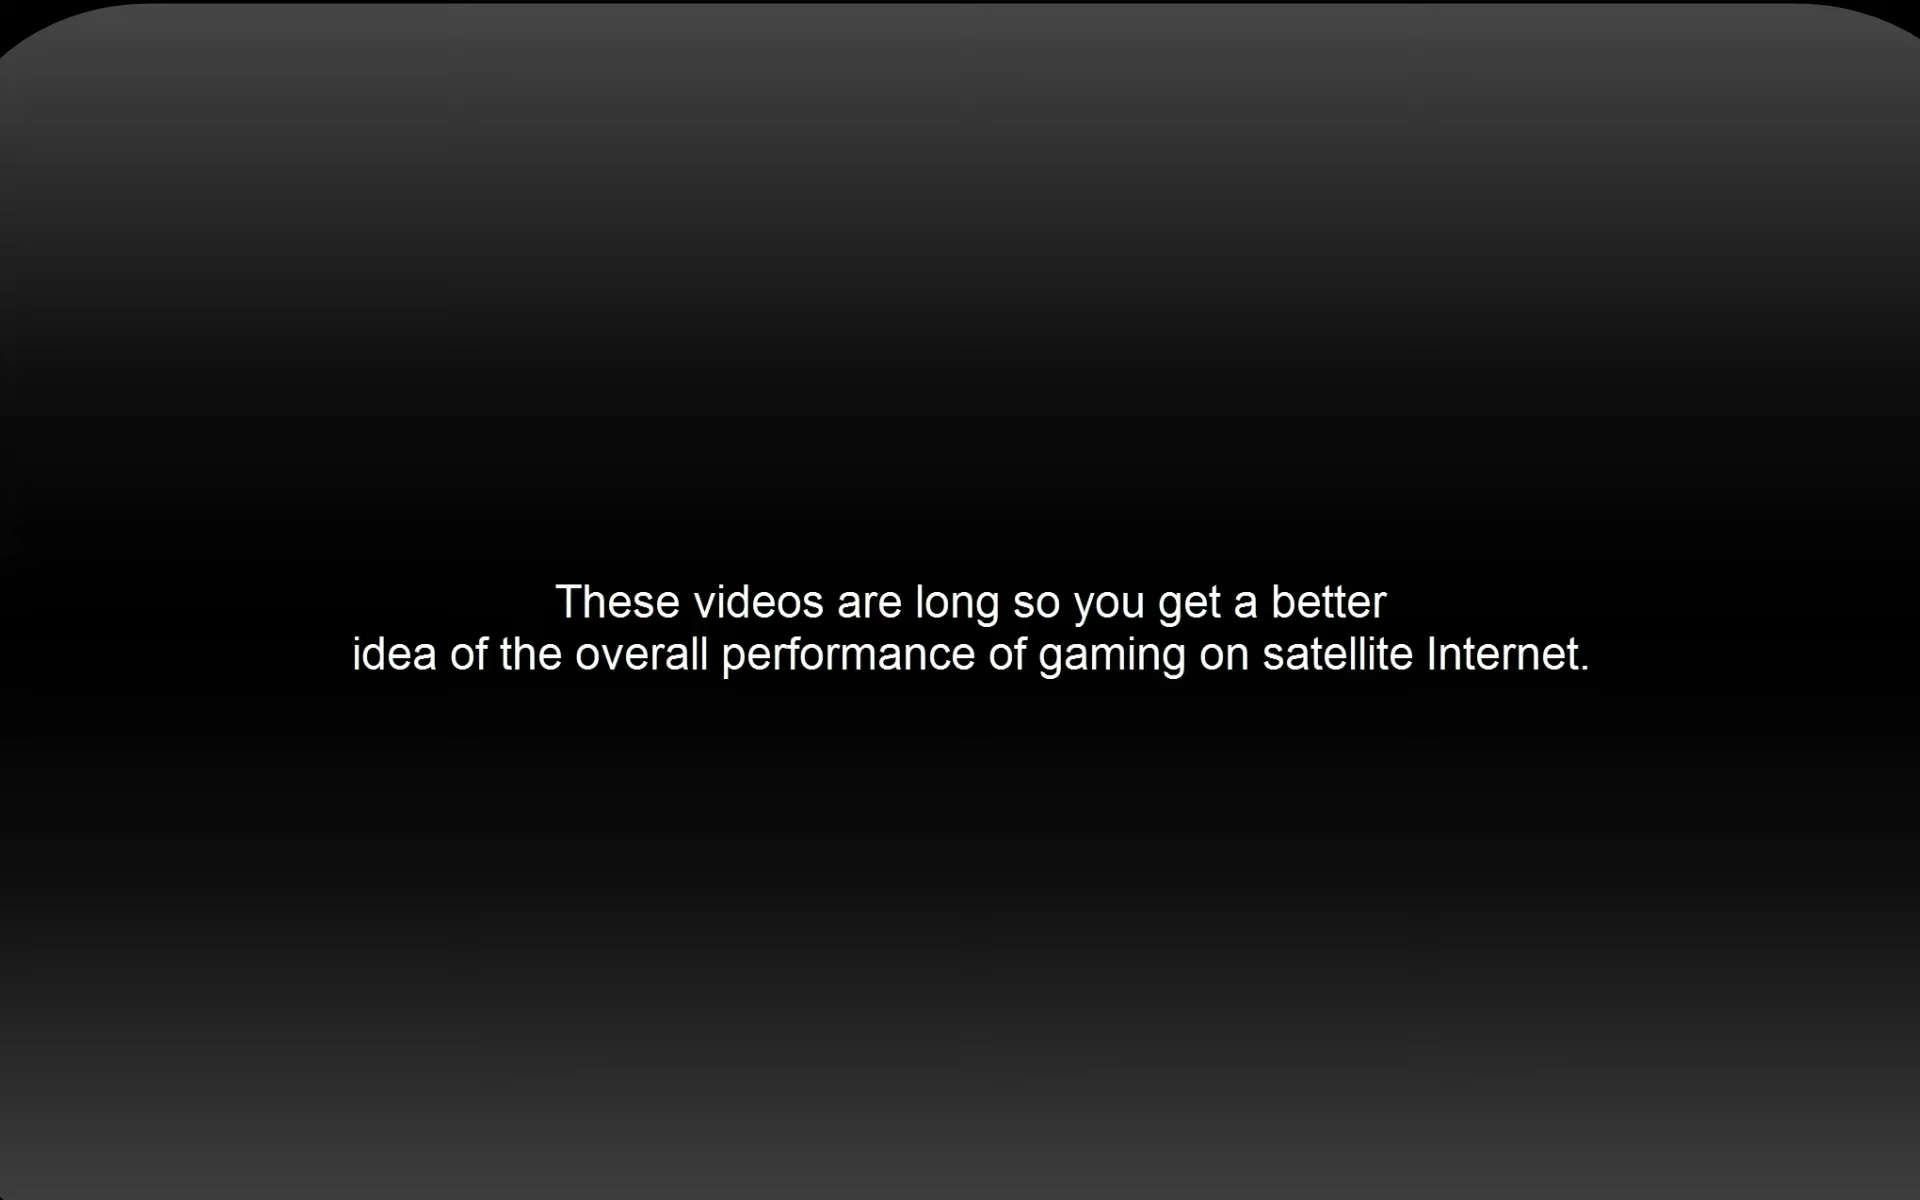 These videos are long so you get a better
idea of the overall performance of gaming on satellite Internet.